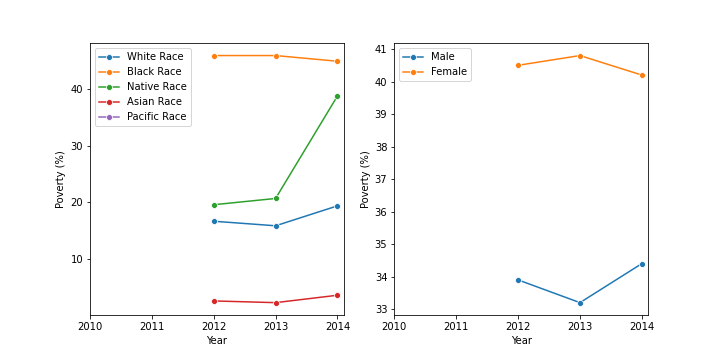 White Race
Black Race
Native Race
Asian Race
Pacific Race
40
30
20
10
Poverty (%)
2010 2011 2012 2013 2014
Year
Male
Female
41
40
39
38
37
36
35
34
33
Poverty (%)
2010 2011 2012 2013 2014
Year